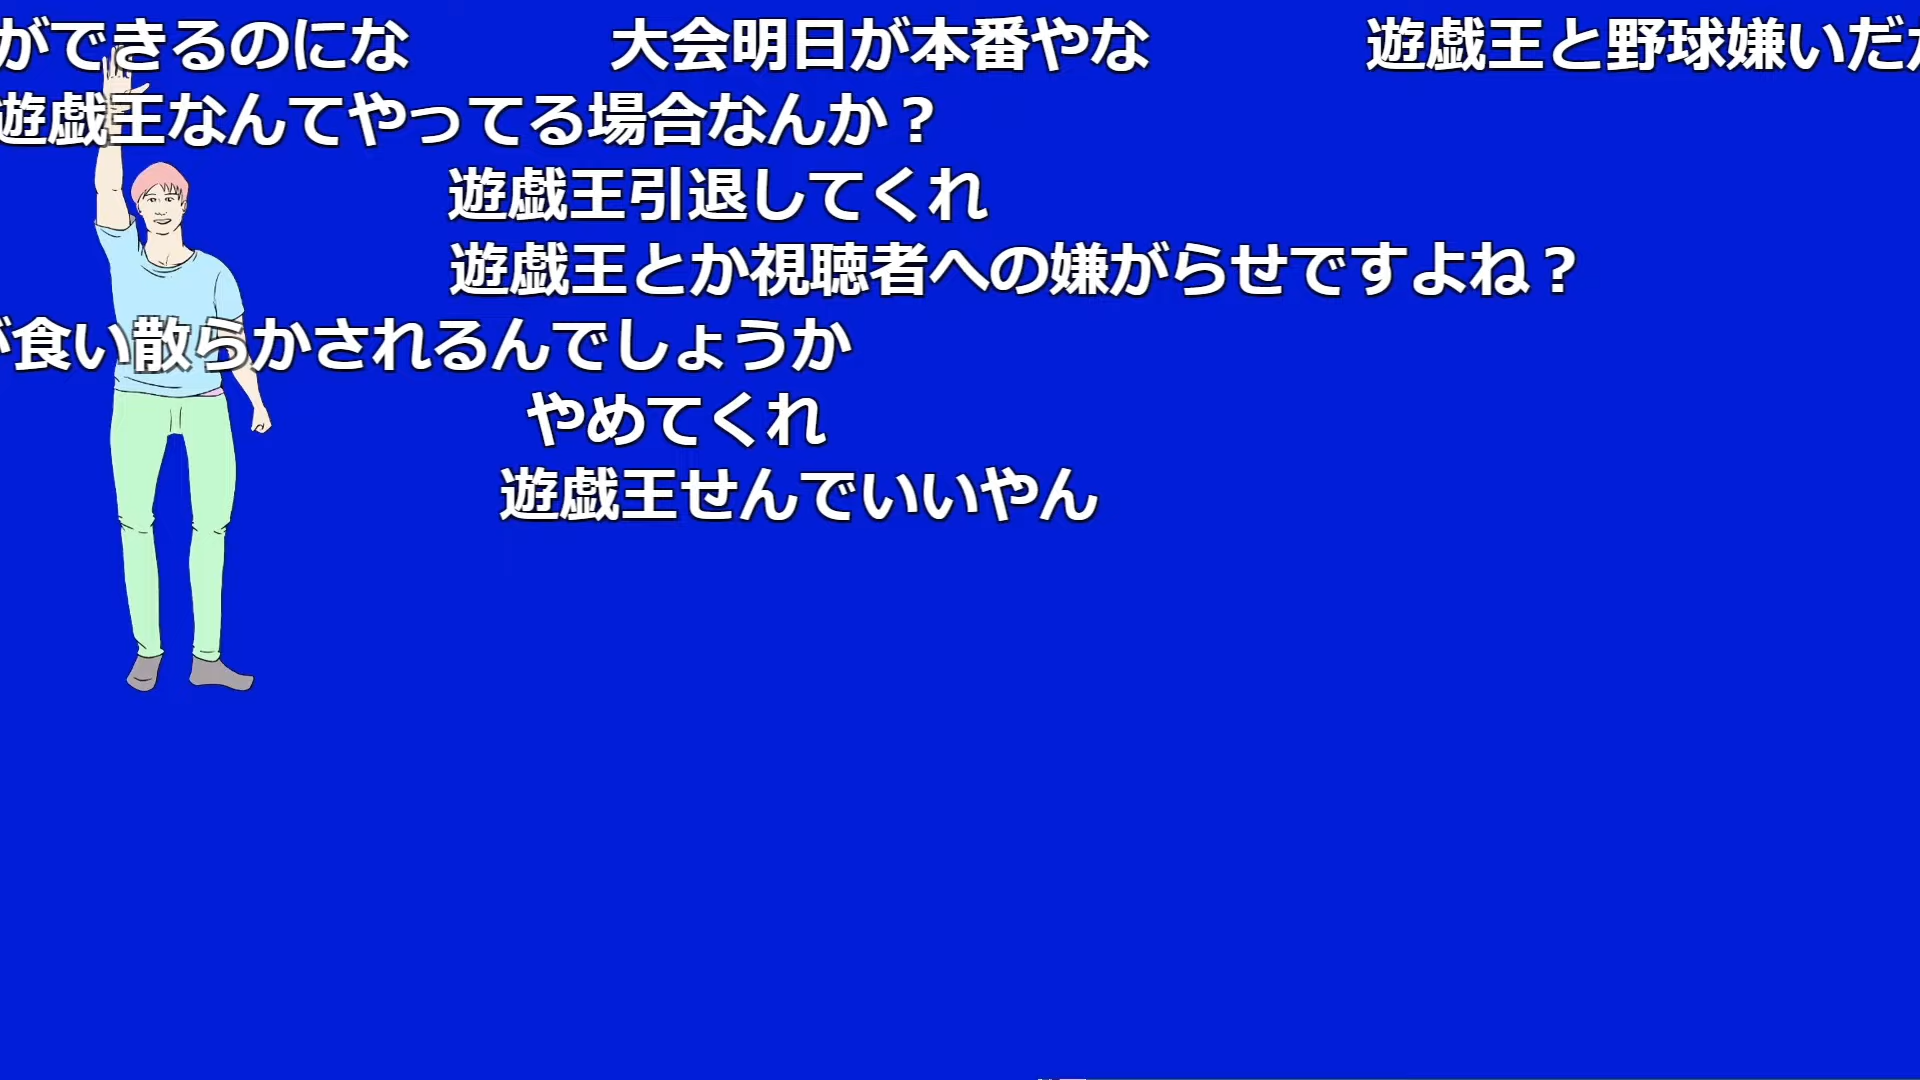 ができるのにな 大会明日が本番やな 遊戯王と野球嫌いだ
遊戯王なんてやってる場合なんか？
遊戯王引退してくれ
遊戯王とか視聴者への嫌がらせですよね？
が食い散らかされるんでしょうか
やめてくれ
遊戯王せんでいいやん